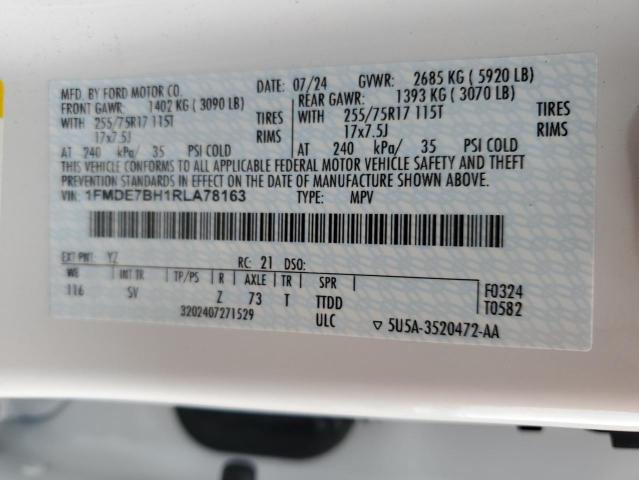 MFD. BY FORD MOTOR CO.
DATE: 07/24 GVWR: 2685 KG ( 5920 LB)
FRONT GAWR: 1402 KG ( 3090 LB)
REAR GAWR: 1393 KG ( 3070 LB)
WITH 255/75R17 115T TIRES
WITH 255/75R17 115T TIRES
17x7.5J RIMS
17x7.5J RIMS
AT 240 kPa/ 35 PSI COLD
AT 240 kPa/ 35 PSI COLD
THIS VEHICLE CONFORMS TO ALL APPLICABLE FEDERAL MOTOR VEHICLE SAFETY AND THEFT
PREVENTION STANDARDS IN EFFECT ON THE DATE OF MANUFACTURE SHOWN ABOVE.
VIN: 1FMDE7BH1RLA78163 TYPE: MPV
EXT PNT: YZ RC: 21 DSO:
WB INT TR TP/PS R AXLE TR SPR
116 SV Z 73 T TTDD
ULC
3202407271529
F0324
T0582
▽ 5U5A-3520472-AA